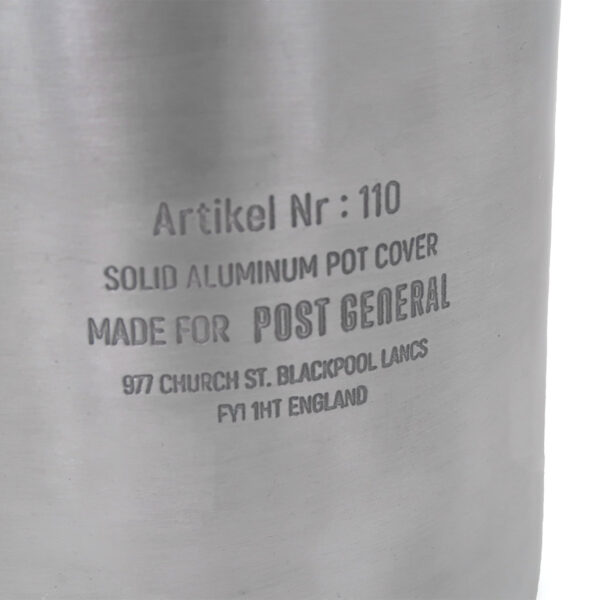 Artikel Nr : 110
SOLID ALUMINUM POT COVER
MADE FOR POST GENERAL
977 CHURCH ST. BLACKPOOL LANCS
FY1 1HT ENGLAND